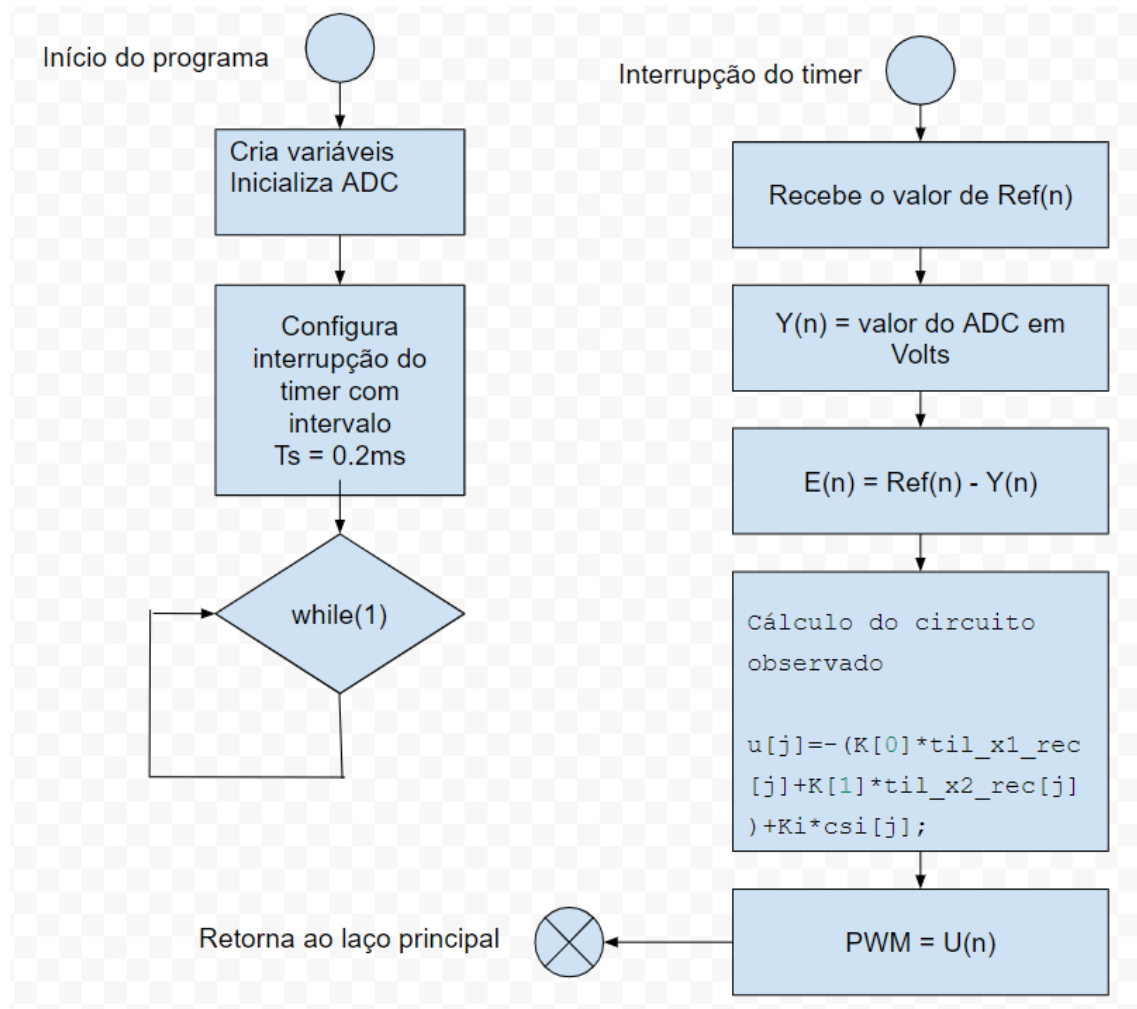 Início do programa
Cria variáveis
Inicializa ADC
Configura
interrupção do
timer com
intervalo
Ts = 0.2ms
while(1)
Interrupção do timer
Recebe o valor de Ref(n)
Y(n) = valor do ADC em
Volts
E(n) = Ref(n) - Y(n)
Cálculo do circuito
observado
u[j]=-(K[0]*til_x1_rec
[j]+K[1]*til_x2_rec[j]
)+Ki*csi[j];
PWM = U(n)
Retorna ao laço principal